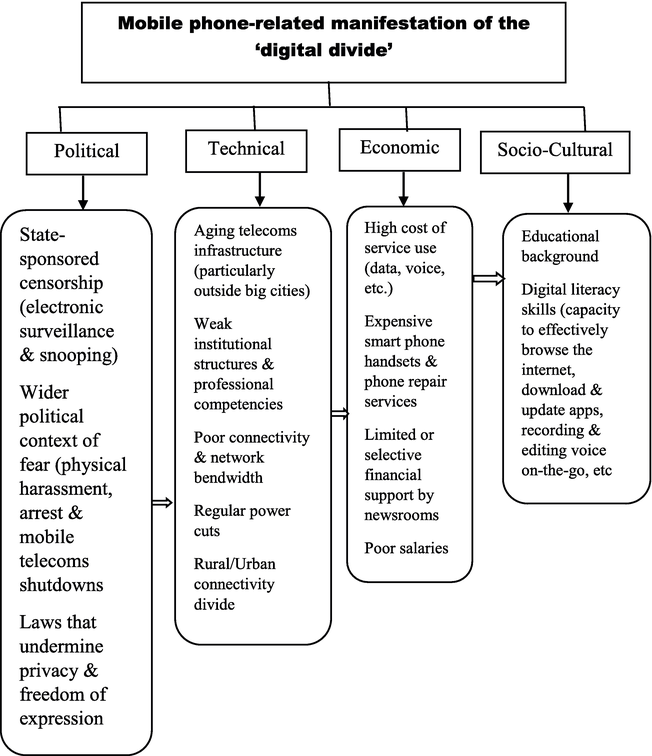 Mobile phone-related manifestation of the
‘digital divide’
Political
Technical
Economic
Socio-Cultural
State-
sponsored
censorship
(electronic
surveillance
& snooping)
Wider
political
context of
fear (physical
harassment,
arrest &
mobile
telecoms
shutdowns
Laws that
undermine
privacy &
freedom of
expression
Aging telecoms
infrastructure
(particularly
outside big cities)
Weak
institutional
structures &
professional
competencies
Poor connectivity
& network
bendwidth
Regular power
cuts
Rural/Urban
connectivity
divide
High cost of
service use
(data, voice,
etc.)
Expensive
smart phone
handsets &
phone repair
services
Limited or
selective
financial
support by
newsrooms
Poor salaries
Educational
background
Digital literacy
skills (capacity
to effectively
browse the
internet,
download &
update apps,
recording &
editing voice
on-the-go, etc